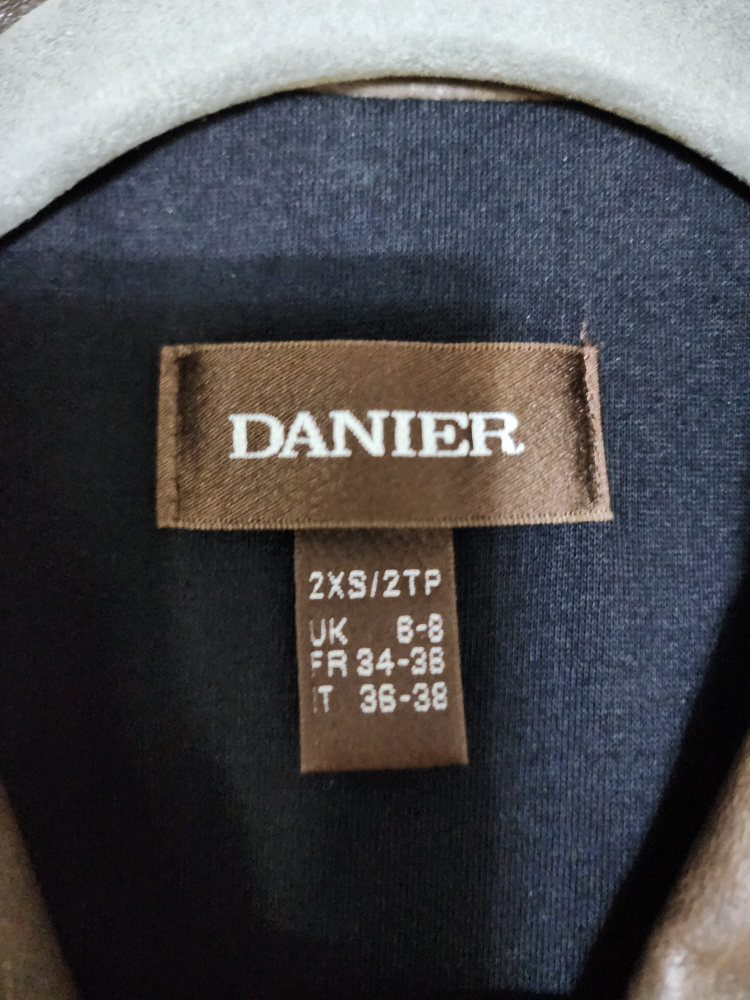 DANIER
2XS/2TP
UK 6-8
FR 34-36
IT 36-38